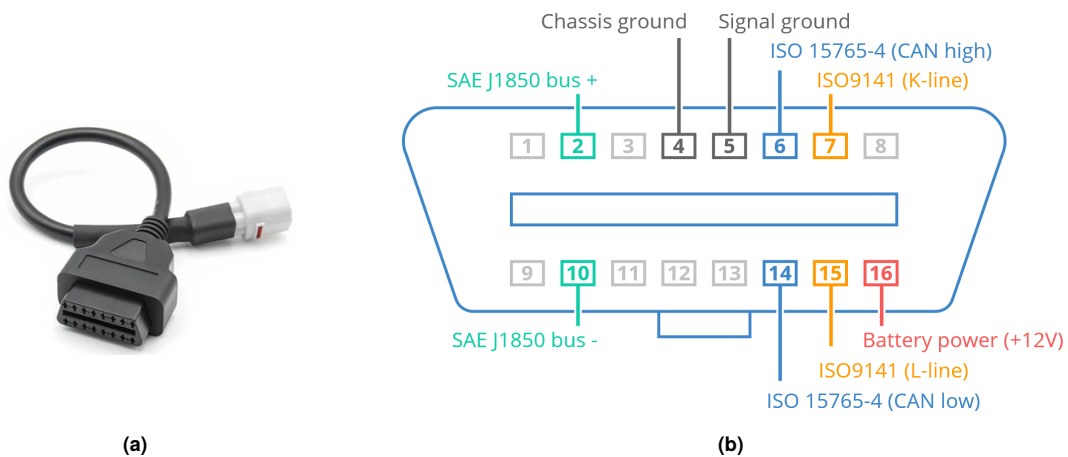 Chassis ground
Signal ground
ISO 15765-4 (CAN high)
SAE J1850 bus +
ISO9141 (K-line)
1 2 3 4 5 6 7 8
9 10 11 12 13 14 15 16
SAE J1850 bus -
Battery power (+12V)
ISO9141 (L-line)
ISO 15765-4 (CAN low)
(a)
(b)